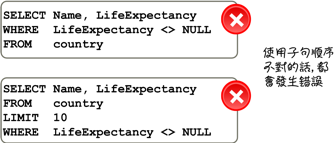 SELECT Name, LifeExpectancy
WHERE LifeExpectancy <> NULL
FROM country
使用子句順序
不對的話,都
會發生錯誤
SELECT Name, LifeExpectancy
FROM country
LIMIT 10
WHERE LifeExpectancy <> NULL